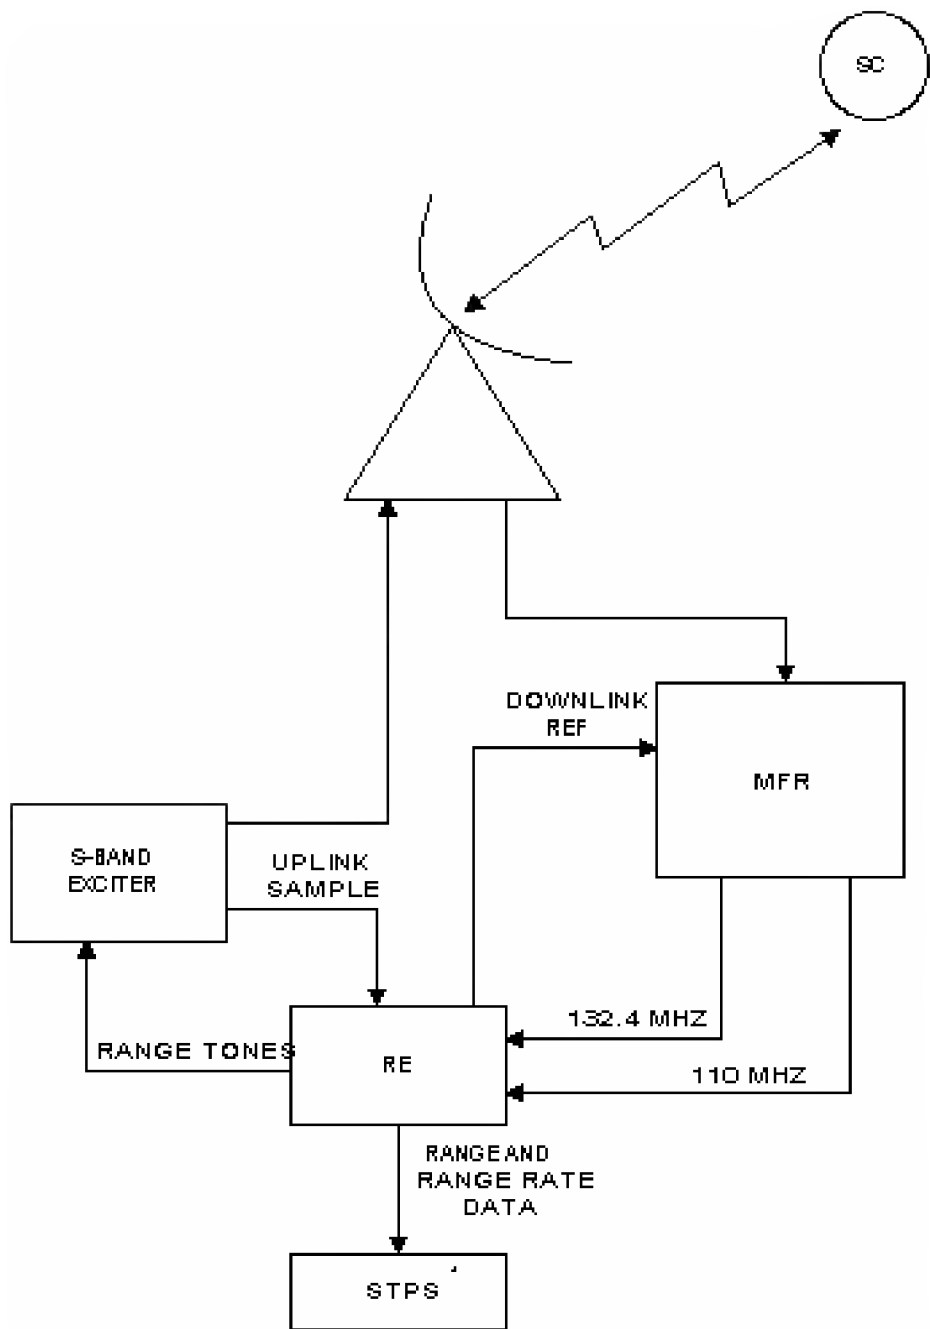 SC
DOWNLINK
REF
MFR
S-BAND
EXCITER
UPLINK
SAMPLE
132.4 MHZ
RANGE TONES
RE
110 MHZ
RANGE AND
RANGE RATE
DATA
STPS